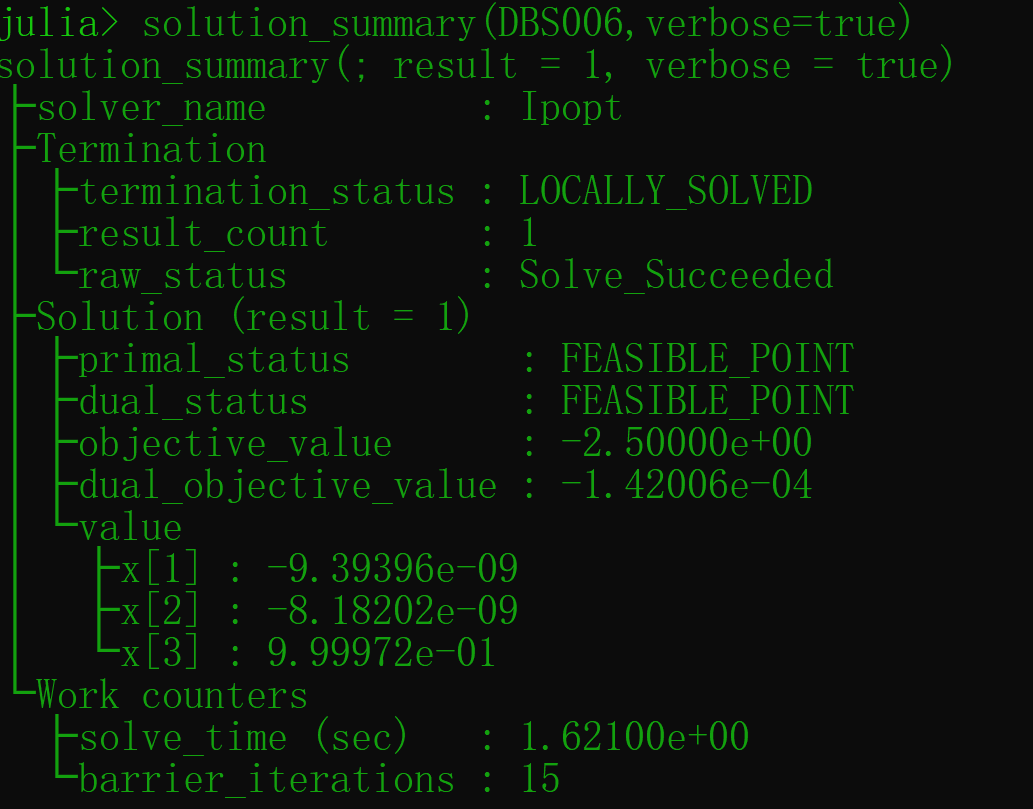 julia> solution_summary(DBS006,verbose=true)
solution_summary(; result = 1, verbose = true)
├─solver_name          : Ipopt
├─Termination
│ ├─termination_status : LOCALLY_SOLVED
│ ├─result_count       : 1
│ └─raw_status         : Solve_Succeeded
├─Solution (result = 1)
│ ├─primal_status        : FEASIBLE_POINT
│ ├─dual_status          : FEASIBLE_POINT
│ ├─objective_value      : -2.50000e+00
│ ├─dual_objective_value : -1.42006e-04
│ └─value
│   ├─x[1] : -9.39396e-09
│   ├─x[2] : -8.18202e-09
│   └─x[3] : 9.99972e-01
└─Work counters
  ├─solve_time (sec)   : 1.62100e+00
  └─barrier_iterations : 15